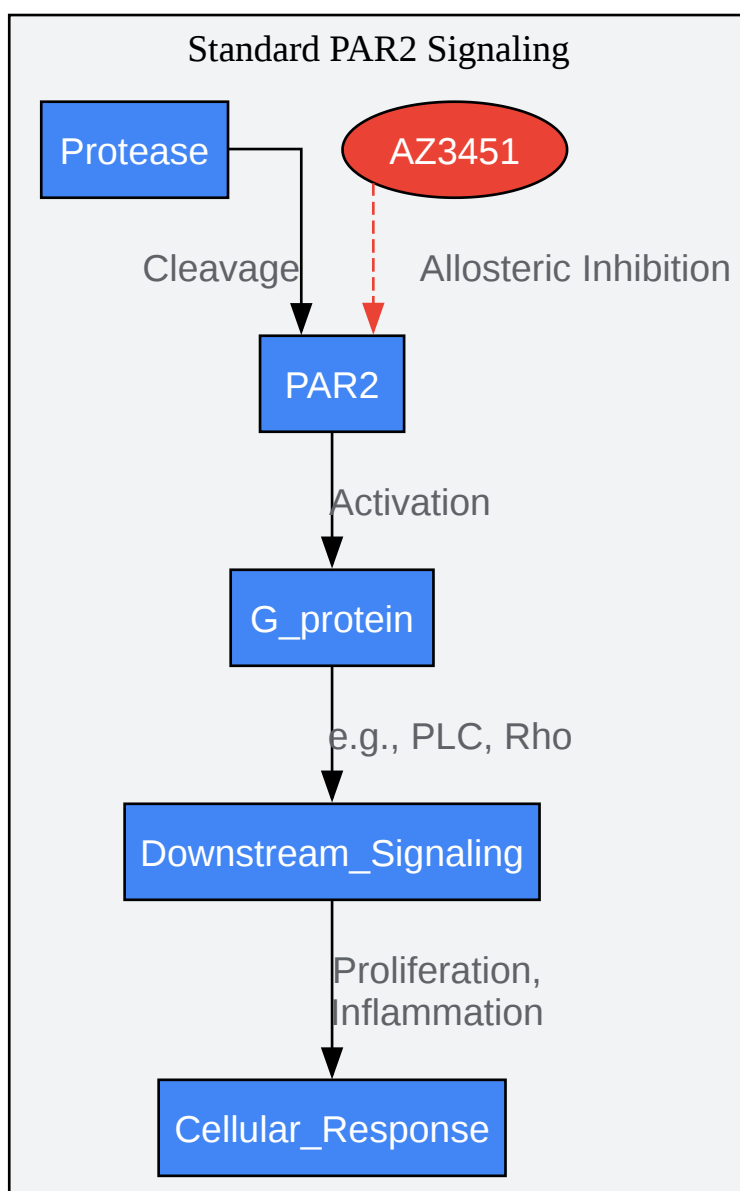 Standard PAR2 Signaling
Protease
AZ3451
Cleavage
Allosteric Inhibition
PAR2
Activation
G_protein
e.g., PLC, Rho
Downstream_Signaling
Proliferation,
Inflammation
Cellular_Response